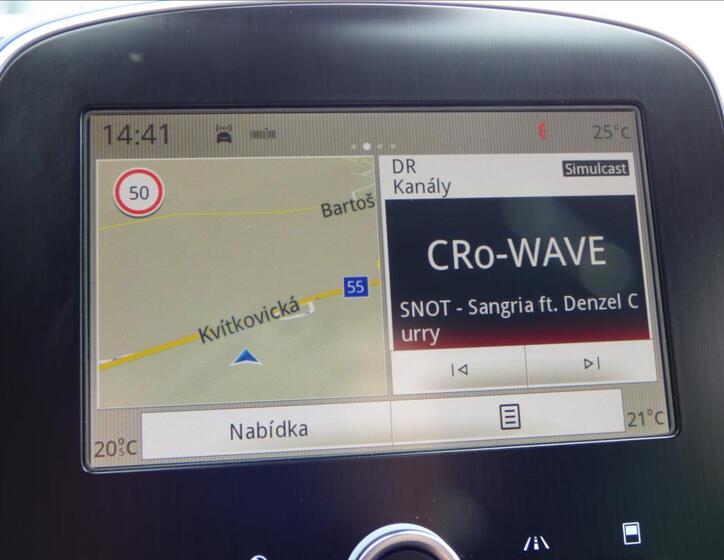 14:41
25°C
50
Bartoš
55
Kvítkovická
DR
Kanály
Simulcast
CRo-WAVE
SNOT - Sangria ft. Denzel C
urry
Nabídka
20°C
21°C